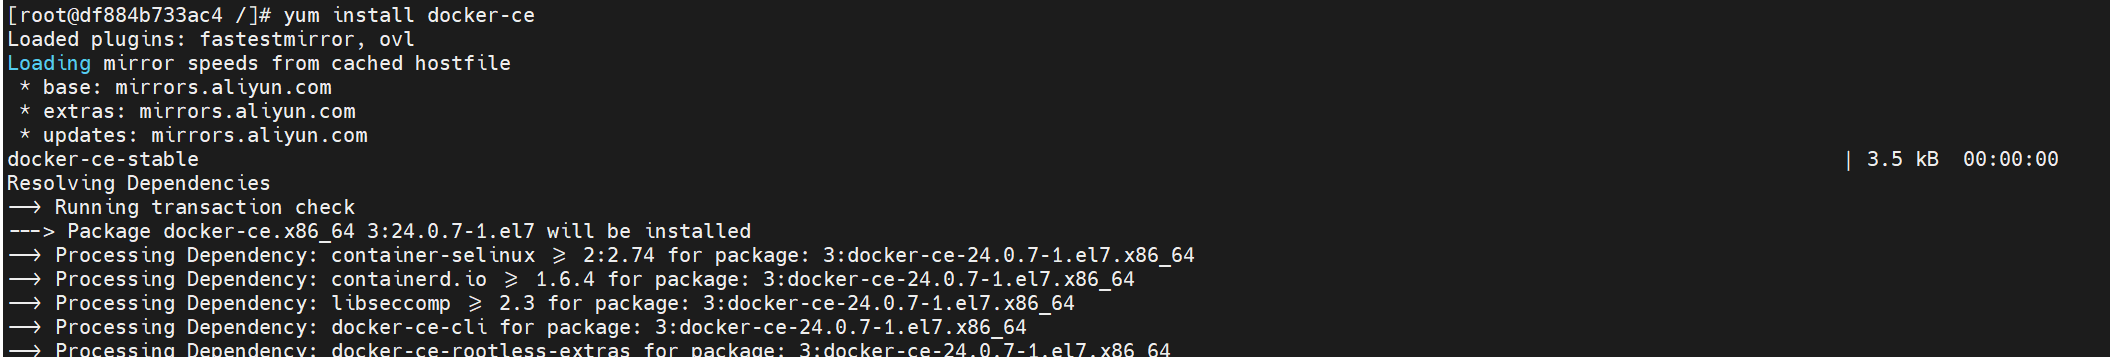 [root@df884b733ac4 /]# yum install docker-ce
Loaded plugins: fastestmirror, ovl
Loading mirror speeds from cached hostfile
 * base: mirrors.aliyun.com
 * extras: mirrors.aliyun.com
 * updates: mirrors.aliyun.com
docker-ce-stable | 3.5 kB  00:00:00
Resolving Dependencies
--> Running transaction check
---> Package docker-ce.x86_64 3:24.0.7-1.el7 will be installed
--> Processing Dependency: container-selinux >= 2:2.74 for package: 3:docker-ce-24.0.7-1.el7.x86_64
--> Processing Dependency: containerd.io >= 1.6.4 for package: 3:docker-ce-24.0.7-1.el7.x86_64
--> Processing Dependency: libseccomp >= 2.3 for package: 3:docker-ce-24.0.7-1.el7.x86_64
--> Processing Dependency: docker-ce-cli for package: 3:docker-ce-24.0.7-1.el7.x86_64
--> Processing Dependency: docker-ce-rootless-extras for package: 3:docker-ce-24.0.7-1.el7.x86_64